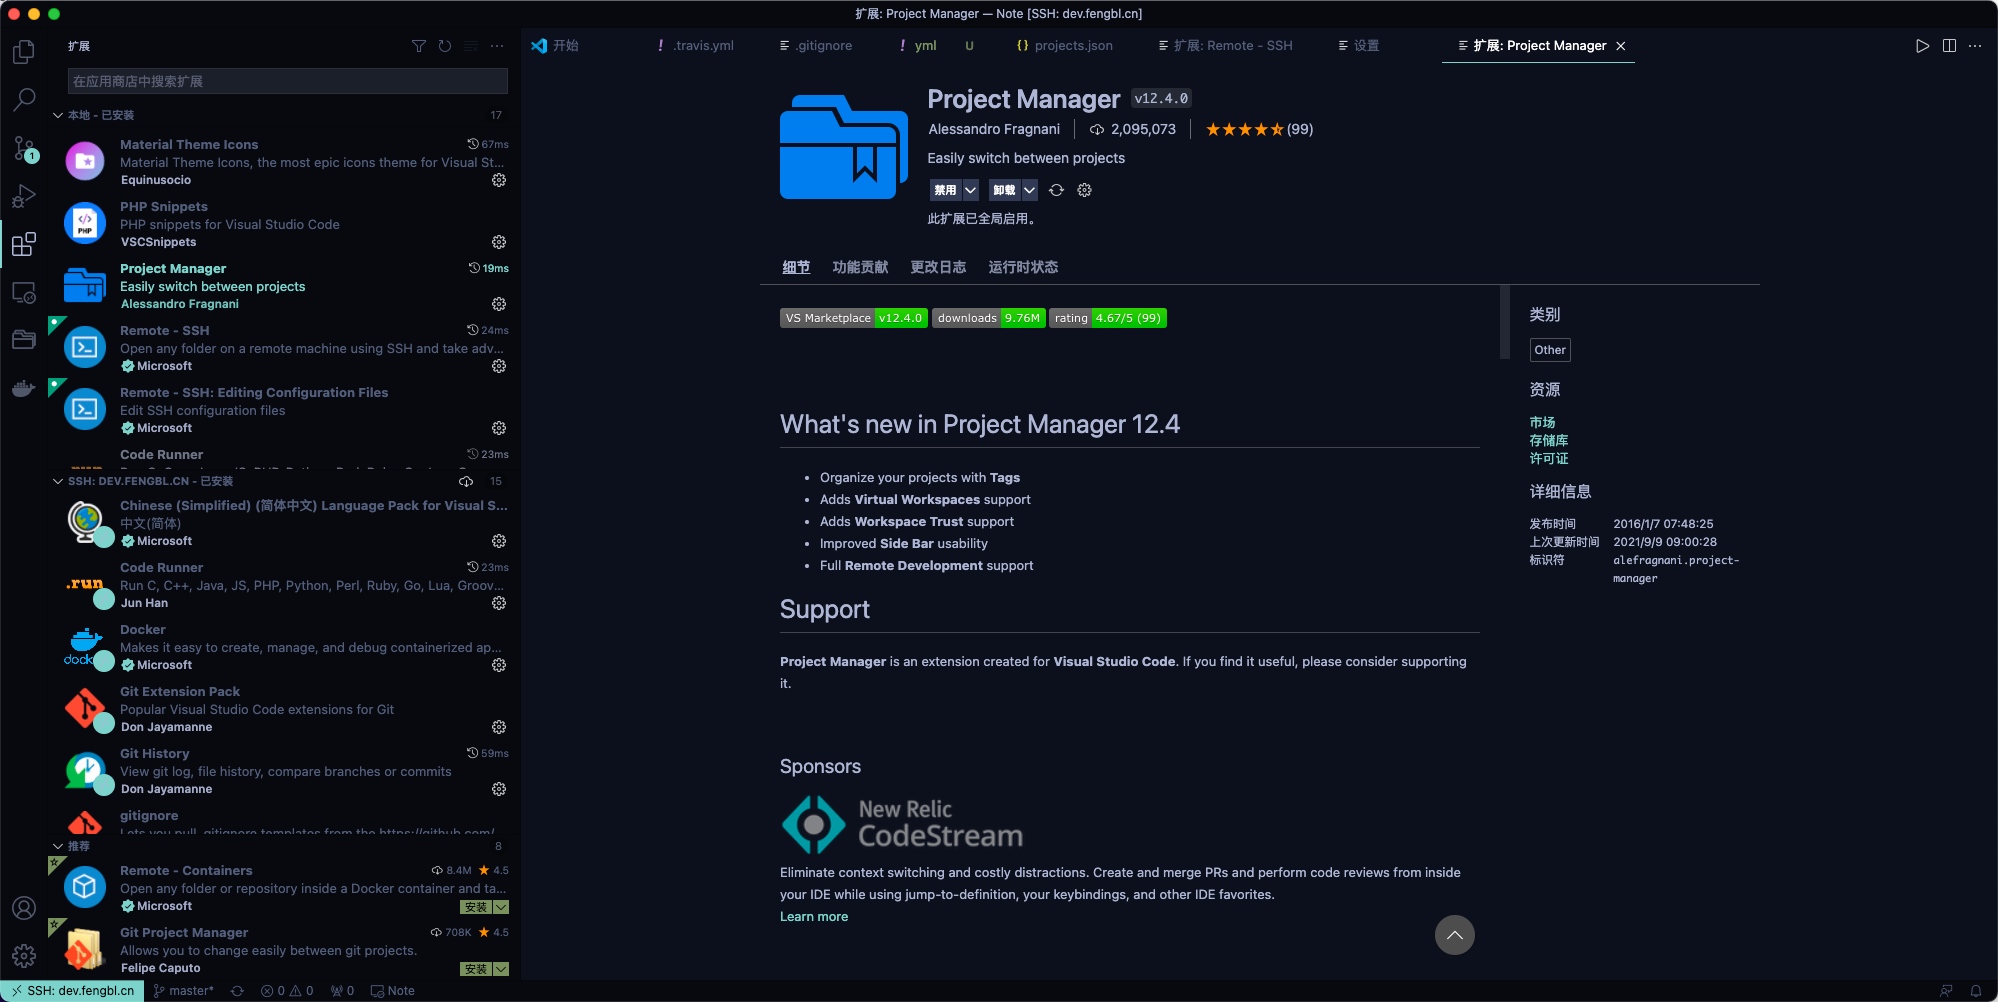 扩展: Project Manager — Note [SSH: dev.fengbl.cn]
扩展
在应用商店中搜索扩展
本地 - 已安装 17
Material Theme Icons 67ms
Material Theme Icons, the most epic icons theme for Visual St...
Equinusocio
PHP Snippets
PHP snippets for Visual Studio Code
VSCSnippets
Project Manager 19ms
Easily switch between projects
Alessandro Fragnani
Remote - SSH 24ms
Open any folder on a remote machine using SSH and take adv...
Microsoft
Remote - SSH: Editing Configuration Files
Edit SSH configuration files
Microsoft
Code Runner 23ms
SSH: DEV.FENGBL.CN - 已安装 15
Chinese (Simplified) (简体中文) Language Pack for Visual S...
中文(简体)
Microsoft
Code Runner 23ms
.run
Run C, C++, Java, JS, PHP, Python, Perl, Ruby, Go, Lua, Groov...
Jun Han
Docker
Makes it easy to create, manage, and debug containerized ap...
Microsoft
Git Extension Pack
Popular Visual Studio Code extensions for Git
Don Jayamanne
Git History 59ms
View git log, file history, compare branches or commits
Don Jayamanne
gitignore
Lets you pull .gitignore templates from the https://github.com/
推荐 8
Remote - Containers 8.4M 4.5
Open any folder or repository inside a Docker container and ta...
Microsoft 安装
Git Project Manager 708K 4.5
Allows you to change easily between git projects.
Felipe Caputo 安装
开始 .travis.yml .gitignore yml U projects.json 扩展: Remote - SSH 设置 扩展: Project Manager
Project Manager v12.4.0
Alessandro Fragnani 2,095,073 (99)
Easily switch between projects
禁用 卸载
此扩展已全局启用。
细节 功能贡献 更改日志 运行时状态
VS Marketplace v12.4.0 downloads 9.76M rating 4.67/5 (99)
What's new in Project Manager 12.4
• Organize your projects with Tags
• Adds Virtual Workspaces support
• Adds Workspace Trust support
• Improved Side Bar usability
• Full Remote Development support
Support
Project Manager is an extension created for Visual Studio Code. If you find it useful, please consider supporting
it.
Sponsors
New Relic
CodeStream
Eliminate context switching and costly distractions. Create and merge PRs and perform code reviews from inside
your IDE while using jump-to-definition, your keybindings, and other IDE favorites.
Learn more
类别
Other
资源
市场
存储库
许可证
详细信息
发布时间 2016/1/7 07:48:25
上次更新时间 2021/9/9 09:00:28
标识符 alefragnani.project-
manager
SSH: dev.fengbl.cn master* 0 0 0 Note